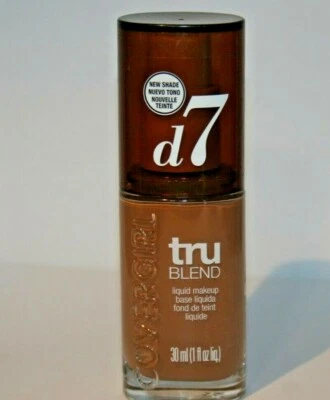 NEW SHADE
NUEVO TONO
NOUVELLE
TEINTE
d7
COVERGIRL
tru
BLEND
liquid makeup
base líquida
fond de teint
liquide
30 ml (1 fl oz liq.)